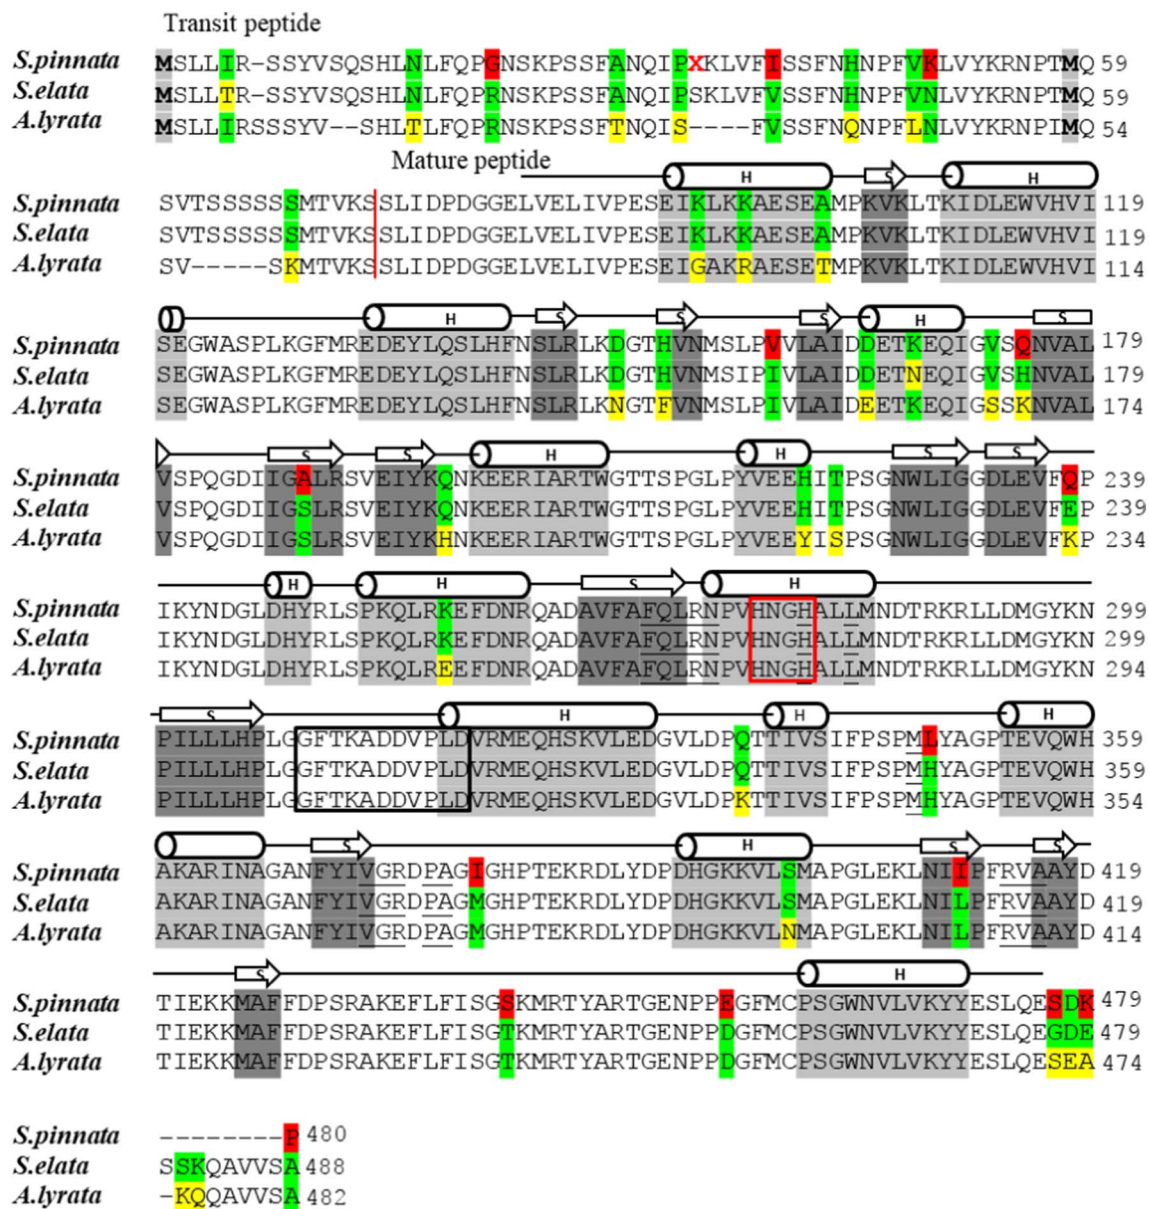 Transit peptide
S.pinnata MSLLIR-SSYVSQSHLNLFQPGNSKPSSFANQIPXKLVFISSFNHNPFVKLVYKRNPTMQ 59
S.elata MSLLTR-SSYVSQSHLNLFQPRNSKPSSFANQIPSKLVFVSSFNHNPFVNLVYKRNPTMQ 59
A.lyrata MSLLIRSSSYV--SHLTLFQPRNSKPSSFTNQIS----FVSSFNQNPFLNLVYKRNPIMQ 54
Mature peptide
H S H
S.pinnata SVTSSSSSSMTVKSSLIDPDGGELVELIVPESEIKLKKAESEAMPKVKLTKIDLEWVHVI 119
S.elata SVTSSSSSSMTVKSSLIDPDGGELVELIVPESEIKLKKAESEAMPKVKLTKIDLEWVHVI 119
A.lyrata SV-----SKMTVKSSLIDPDGGELVELIVPESEIGAKRAESETMPKVKLTKIDLEWVHVI 114
H S S S H S
S.pinnata SEGWASPLKGFMREDEYLQSLHFNSLRLKDGTHVNMSLPVVLAIDDETKEQIGVSQNVAL 179
S.elata SEGWASPLKGFMREDEYLQSLHFNSLRLKDGTHVNMSIPIVLAIDDETNEQIGVSHNVAL 179
A.lyrata SEGWASPLKGFMREDEYLQSLHFNSLRLKNGTFVNMSLPIVLAIDEETKEQIGSSKNVAL 174
S S H H S S
S.pinnata VSPQGDIIGALRSVEIYKQNKEERIARTWGTTSPGLPYVEEHITPSGNWLIGGDLEVFQP 239
S.elata VSPQGDIIGSLRSVEIYKQNKEERIARTWGTTSPGLPYVEEHITPSGNWLIGGDLEVFEP 239
A.lyrata VSPQGDIIGSLRSVEIYKHNKEERIARTWGTTSPGLPYVEEYISPSGNWLIGGDLEVFKP 234
H H S H
S.pinnata IKYNDGLDHYRLSPKQLRKEFDNRQADAVFAFQLRNPVHNGHALLMNDTRKRLLDMGYKN 299
S.elata IKYNDGLDHYRLSPKQLRKEFDNRQADAVFAFQLRNPVHNGHALLMNDTRKRLLDMGYKN 299
A.lyrata IKYNDGLDHYRLSPKQLREEFDNRQADAVFAFQLRNPVHNGHALLMNDTRKRLLDMGYKN 294
S H H H
S.pinnata PILLLHPLGGFTKADDVPLDVRMEQHSKVLEDGVLDPQTTIVSIFPSPMLYAGPTEVQWH 359
S.elata PILLLHPLGGFTKADDVPLDVRMEQHSKVLEDGVLDPQTTIVSIFPSPMHYAGPTEVQWH 359
A.lyrata PILLLHPLGGFTKADDVPLDVRMEQHSKVLEDGVLDPKTTIVSIFPSPMHYAGPTEVQWH 354
S H S S
S.pinnata AKARINAGANFYIVGRDPAGIGHPTEKRDLYDPDHGKKVLSMAPGLEKLNIIPFRVAAYD 419
S.elata AKARINAGANFYIVGRDPAGMGHPTEKRDLYDPDHGKKVLSMAPGLEKLNILPFRVAAYD 419
A.lyrata AKARINAGANFYIVGRDPAGMGHPTEKRDLYDPDHGKKVLNMAPGLEKLNILPFRVAAYD 414
S H
S.pinnata TIEKKMAFFDPSRAKEFLFISGSKMRTYARTGENPPEGFMCPSGWNVLVKYYESLQESDK 479
S.elata TIEKKMAFFDPSRAKEFLFISGTKMRTYARTGENPPDGFMCPSGWNVLVKYYESLQEGDE 479
A.lyrata TIEKKMAFFDPSRAKEFLFISGTKMRTYARTGENPPDGFMCPSGWNVLVKYYESLQESEA 474
S.pinnata --------P 480
S.elata SSKQAVVSA 488
A.lyrata -KQQAVVSA 482